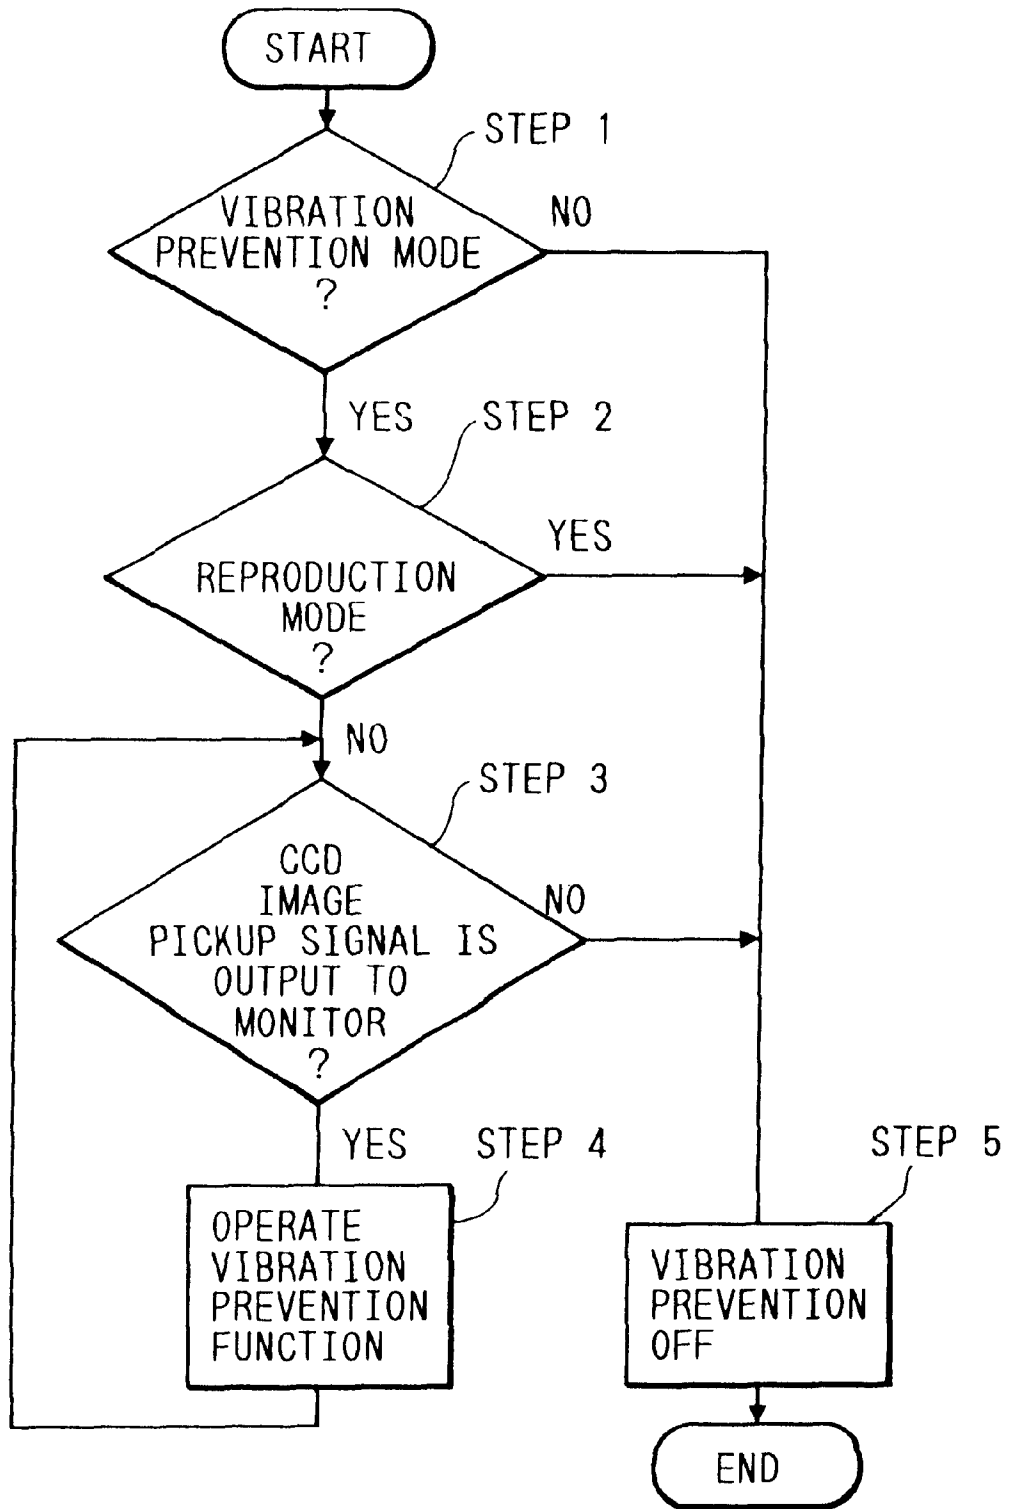 START
STEP 1
VIBRATION
PREVENTION MODE
?
NO
YES
STEP 2
REPRODUCTION
MODE
?
YES
NO
STEP 3
CCD
IMAGE
PICKUP SIGNAL IS
OUTPUT TO
MONITOR
?
NO
YES
STEP 4
OPERATE
VIBRATION
PREVENTION
FUNCTION
STEP 5
VIBRATION
PREVENTION
OFF
END